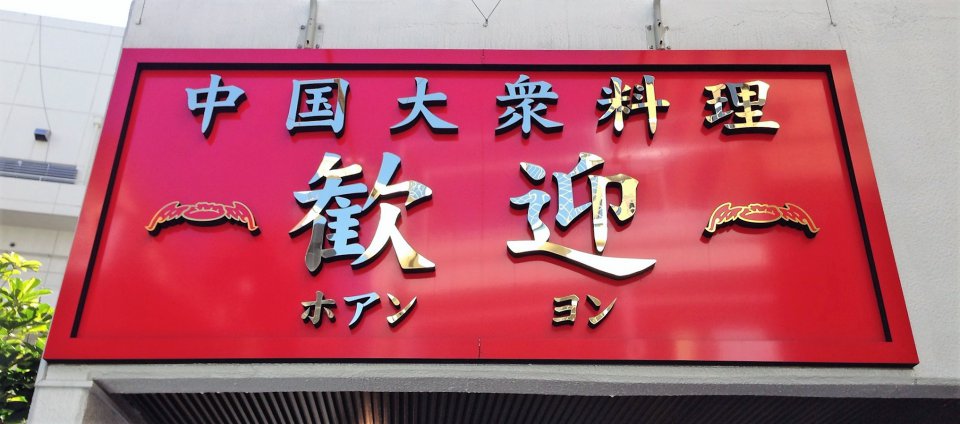 中国大衆料理
歓迎
ホアンヨン